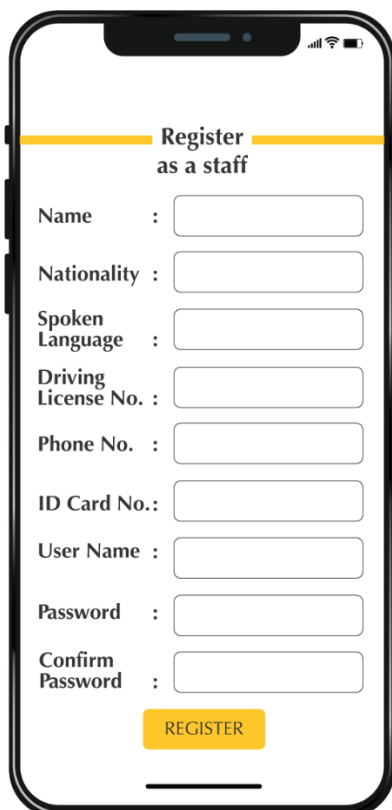 Register
as a staff
Name :
Nationality :
Spoken
Language :
Driving
License No. :
Phone No. :
ID Card No. :
User Name :
Password :
Confirm
Password :
REGISTER